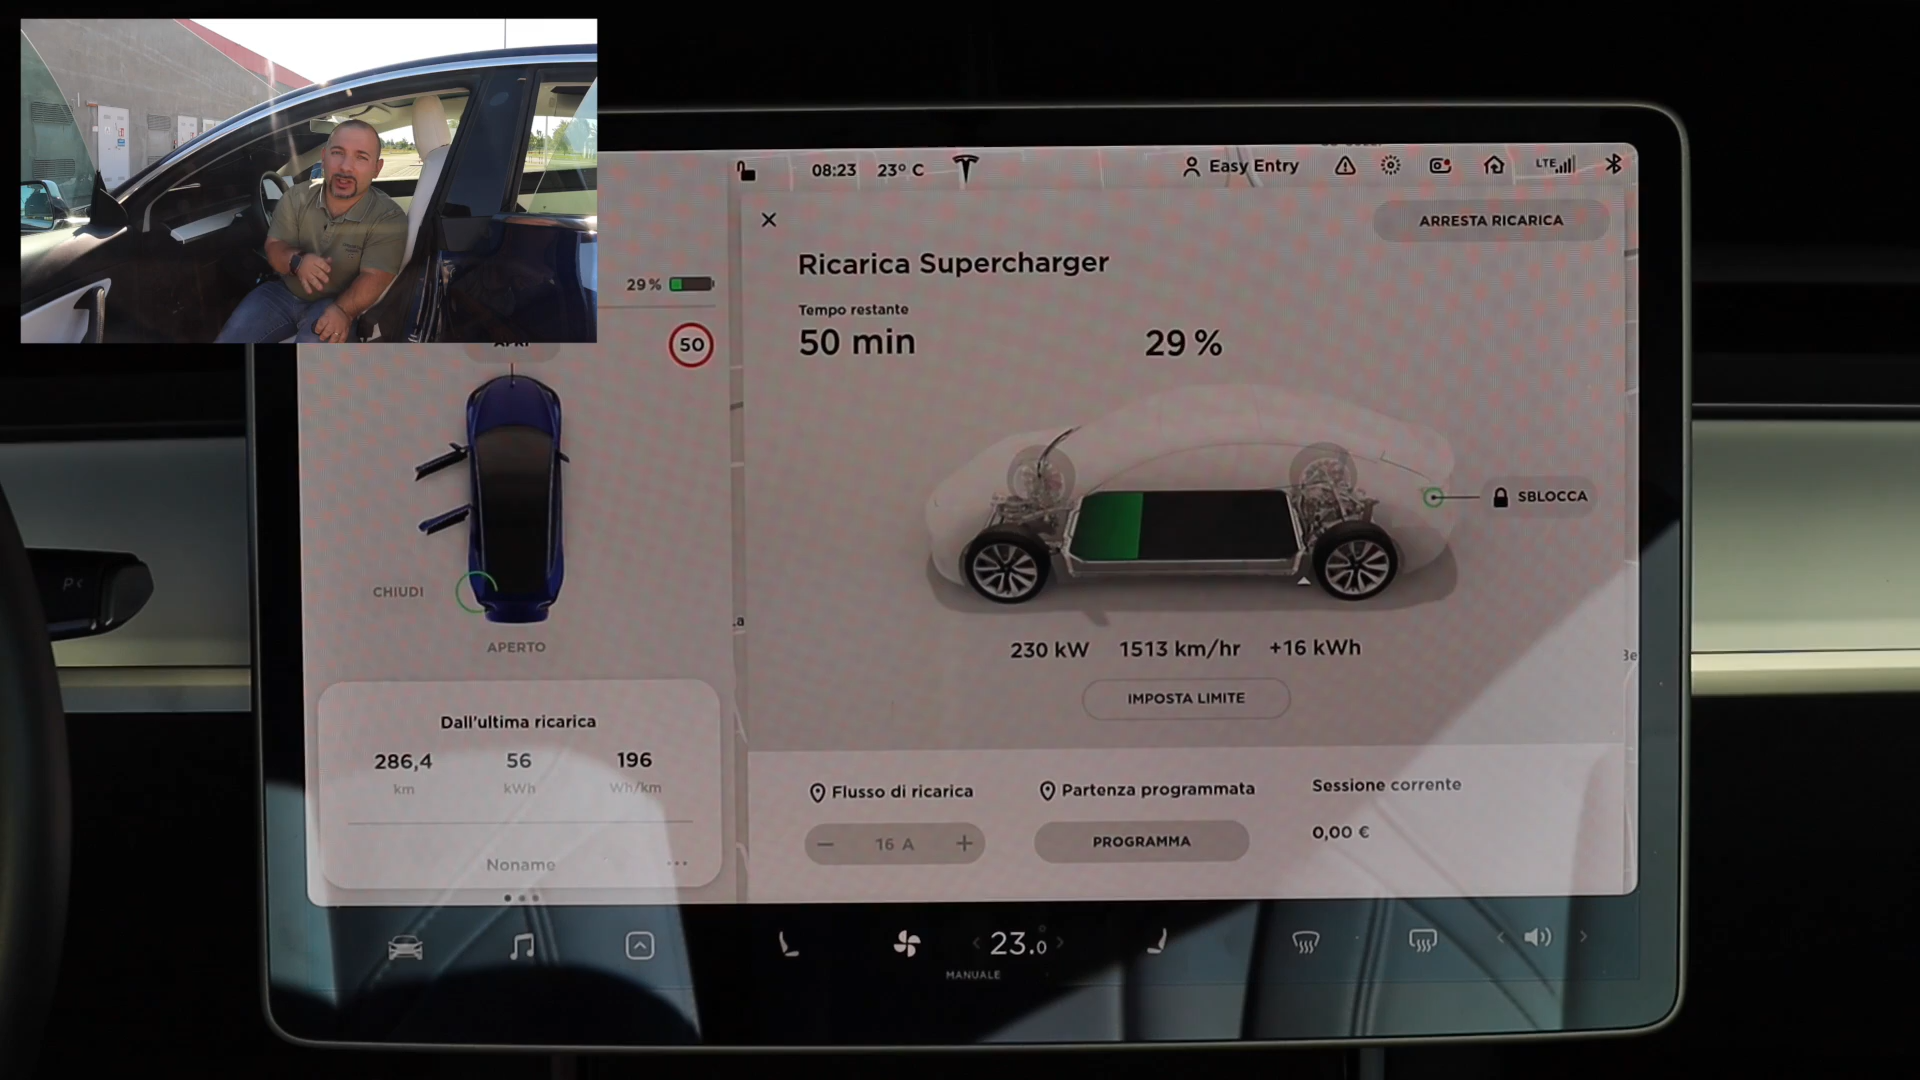 08:23 23° C
Easy Entry
LTE
ARRESTA RICARICA
Ricarica Supercharger
29 %
Tempo restante
50 min
29 %
50
APRI
SBLOCCA
CHIUDI
APERTO
230 kW 1513 km/hr +16 kWh
IMPOSTA LIMITE
Dall'ultima ricarica
286,4 56 196
km kWh Wh/km
Noname
Flusso di ricarica
Partenza programmata
Sessione corrente
16 A
PROGRAMMA
0,00 €
23.0
MANUALE
P